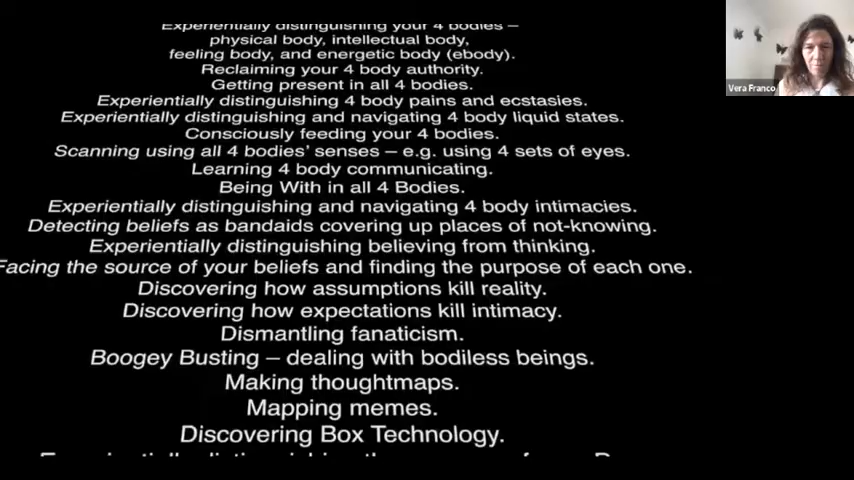 Experientially distinguishing your 4 bodies –
physical body, intellectual body,
feeling body, and energetic body (ebody).
Reclaiming your 4 body authority.
Getting present in all 4 bodies.
Experientially distinguishing 4 body pains and ecstasies.
Experientially distinguishing and navigating 4 body liquid states.
Consciously feeding your 4 bodies.
Scanning using all 4 bodies' senses – e.g. using 4 sets of eyes.
Learning 4 body communicating.
Being With in all 4 Bodies.
Experientially distinguishing and navigating 4 body intimacies.
Detecting beliefs as bandaids covering up places of not-knowing.
Experientially distinguishing believing from thinking.
Facing the source of your beliefs and finding the purpose of each one.
Discovering how assumptions kill reality.
Discovering how expectations kill intimacy.
Dismantling fanaticism.
Boogey Busting – dealing with bodiless beings.
Making thoughtmaps.
Mapping memes.
Discovering Box Technology.
Vera Franco